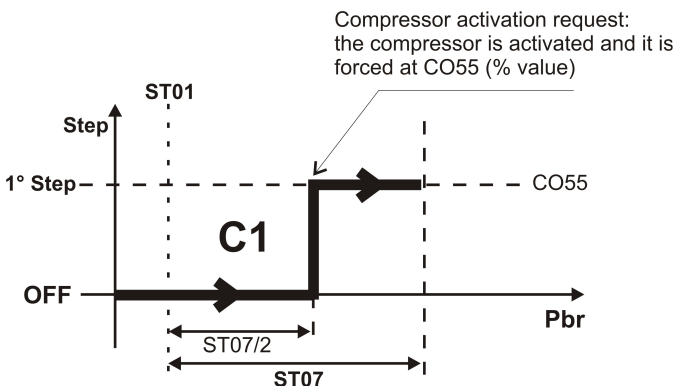 Compressor activation request:
the compressor is activated and it is
forced at CO55 (% value)
ST01
Step
1° Step
CO55
C1
OFF
Pbr
ST07/2
ST07